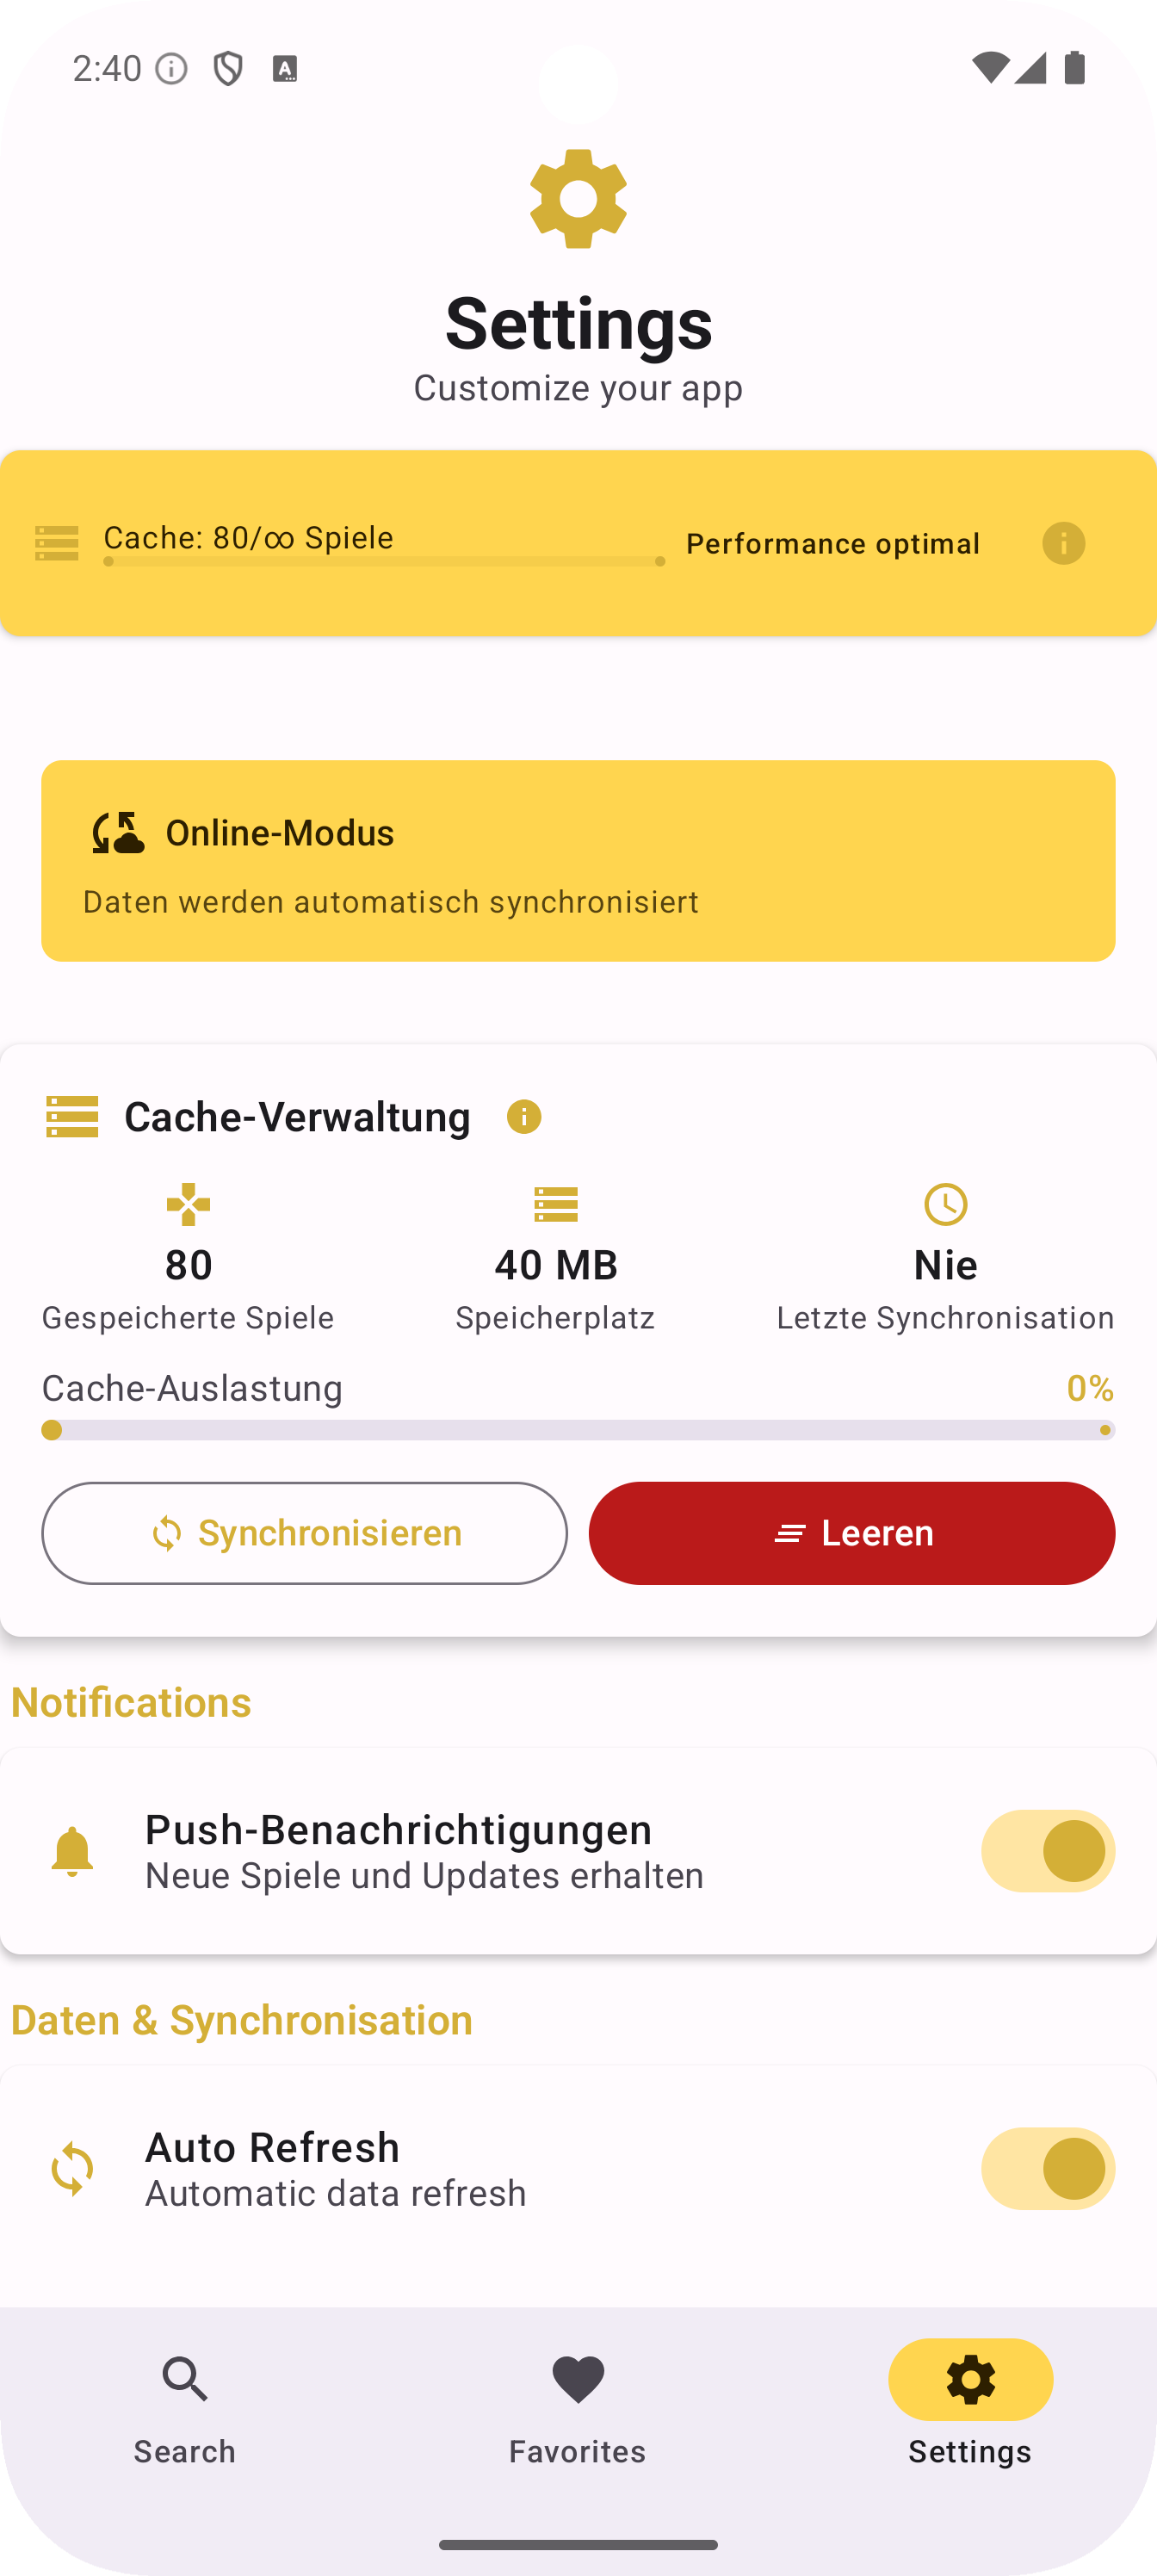 2:40
Settings
Customize your app
Cache: 80/∞ Spiele
Performance optimal
Online-Modus
Daten werden automatisch synchronisiert
Cache-Verwaltung
80
40 MB
Nie
Gespeicherte Spiele
Speicherplatz
Letzte Synchronisation
Cache-Auslastung
0%
Synchronisieren
Leeren
Notifications
Push-Benachrichtigungen
Neue Spiele und Updates erhalten
Daten & Synchronisation
Auto Refresh
Automatic data refresh
Search
Favorites
Settings